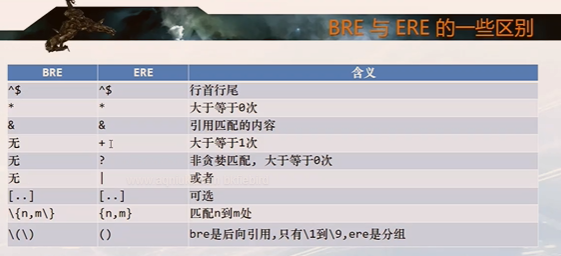 BRE 与 ERE 的一些区别
BRE ERE 含义
^$ ^$ 行首行尾
* * 大于等于0次
& & 引用匹配的内容
无 + 大于等于1次
无 ? 非贪婪匹配, 大于等于0次
无 | 或者
[..] [..] 可选
\{n,m\} {n,m} 匹配n到m处
\(\) () bre是后向引用,只有\1到\9,ere是分组